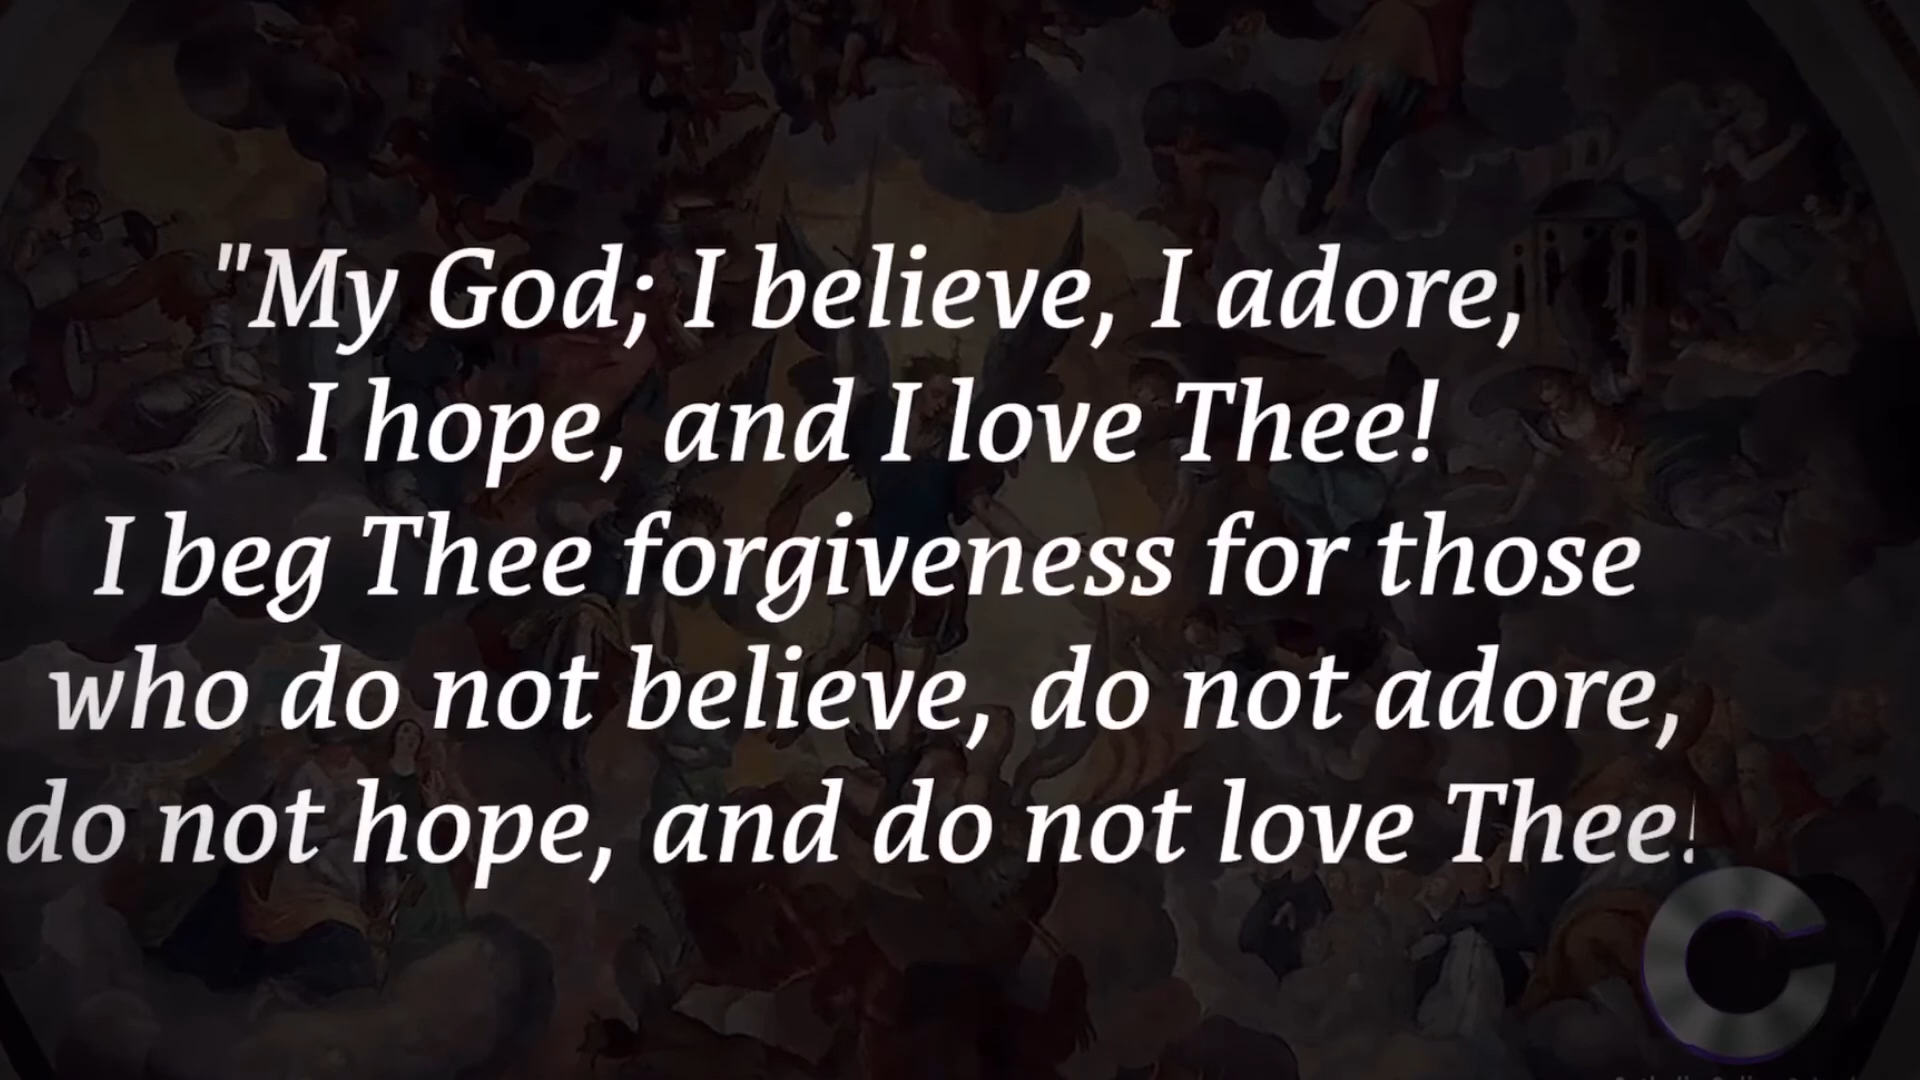 "My God; I believe, I adore,
I hope, and I love Thee!
I beg Thee forgiveness for those
who do not believe, do not adore,
do not hope, and do not love Thee!